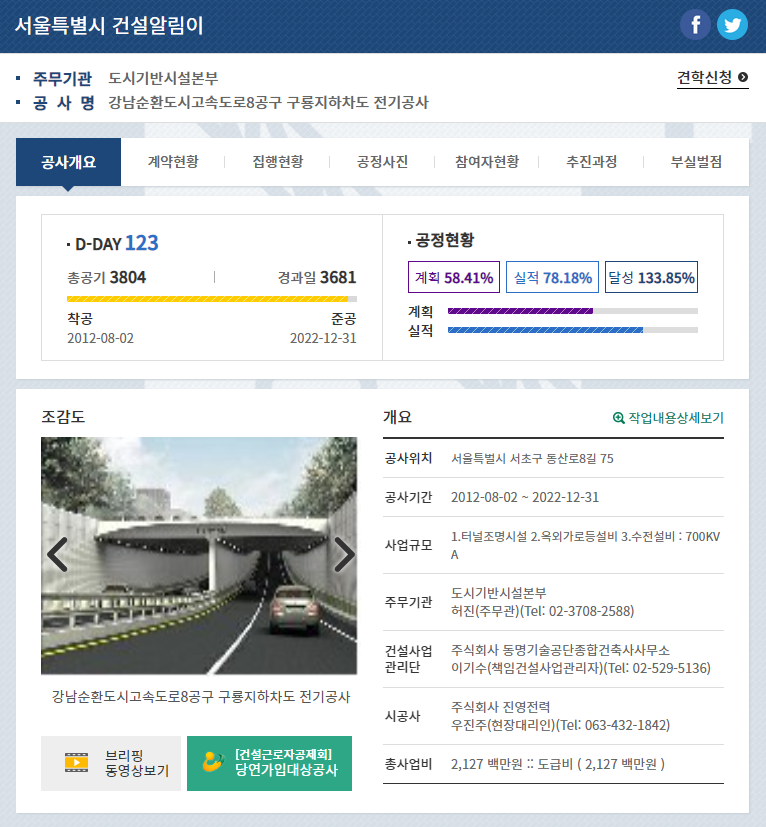 서울특별시 건설알림이
주무기관 도시기반시설본부
견학신청
공 사 명 강남순환도시고속도로8공구 구룡지하차도 전기공사
공사개요 계약현황 집행현황 공정사진 참여자현황 추진과정 부실벌점
D-DAY 123
총공기 3804 경과일 3681
착공 준공
2012-08-02 2022-12-31
공정현황
계획 58.41% 실적 78.18% 달성 133.85%
계획
실적
조감도
강남순환도시고속도로8공구 구룡지하차도 전기공사
브리핑
동영상보기
[건설근로자공제회]
당연가입대상공사
개요 작업내용상세보기
공사위치 서울특별시 서초구 동산로8길 75
공사기간 2012-08-02 ~ 2022-12-31
사업규모 1.터널조명시설 2.옥외가로등설비 3.수전설비 : 700KV
A
주무기관 도시기반시설본부
허진(주무관)(Tel: 02-3708-2588)
건설사업 주식회사 동명기술공단종합건축사사무소
관리단 이기수(책임건설사업관리자)(Tel: 02-529-5136)
시공사 주식회사 진영전력
우진주(현장대리인)(Tel: 063-432-1842)
총사업비 2,127 백만원 :: 도급비 ( 2,127 백만원 )